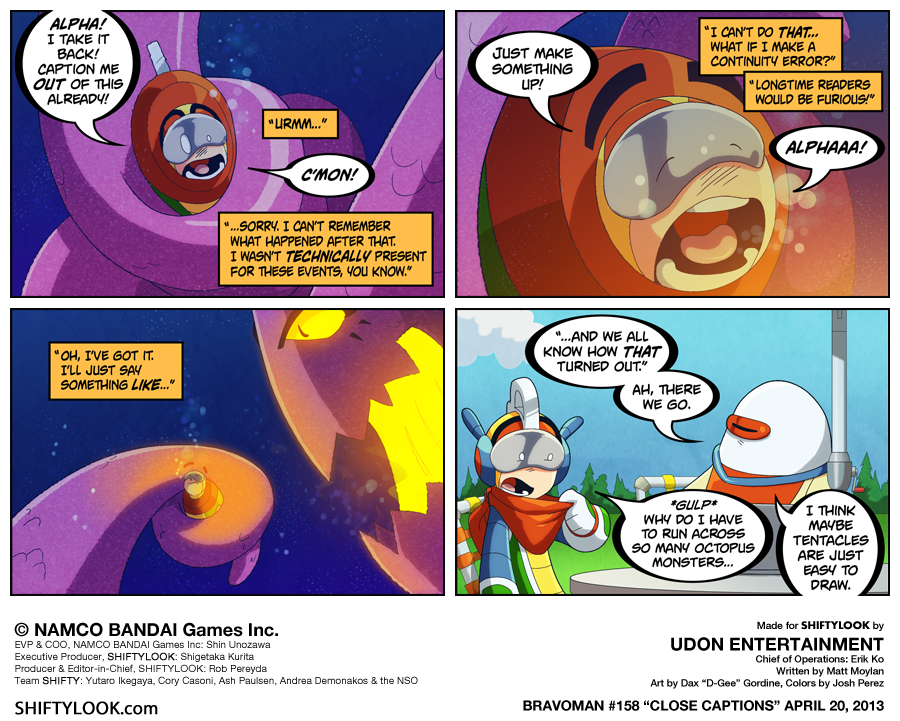 ALPHA!
I TAKE IT
BACK!
CAPTION ME
OUT OF THIS
ALREADY!
"URMM..."
C'MON!
"...SORRY. I CAN'T REMEMBER
WHAT HAPPENED AFTER THAT.
I WASN'T TECHNICALLY PRESENT
FOR THESE EVENTS, YOU KNOW."
JUST MAKE
SOMETHING
UP!
"I CAN'T DO THAT...
WHAT IF I MAKE A
CONTINUITY ERROR?"
"LONGTIME READERS
WOULD BE FURIOUS!"
ALPHAAA!
"OH, I'VE GOT IT.
I'LL JUST SAY
SOMETHING LIKE..."
"...AND WE ALL
KNOW HOW THAT
TURNED OUT."
AH, THERE
WE GO.
*GULP*
WHY DO I HAVE
TO RUN ACROSS
SO MANY OCTOPUS
MONSTERS...
I THINK
MAYBE
TENTACLES
ARE JUST
EASY TO
DRAW.
© NAMCO BANDAI Games Inc.
EVP & COO, NAMCO BANDAI Games Inc: Shin Unozawa
Executive Producer, SHIFTYLOOK: Shigetaka Kurita
Producer & Editor-in-Chief, SHIFTYLOOK: Rob Pereyda
Team SHIFTY: Yutaro Ikegaya, Cory Casoni, Ash Paulsen, Andrea Demonakos & the NSO
SHIFTYLOOK.com
Made for SHIFTYLOOK by
UDON ENTERTAINMENT
Chief of Operations: Erik Ko
Written by Matt Moylan
Art by Dax "D-Gee" Gordine, Colors by Josh Perez
BRAVOMAN #158 "CLOSE CAPTIONS" APRIL 20, 2013